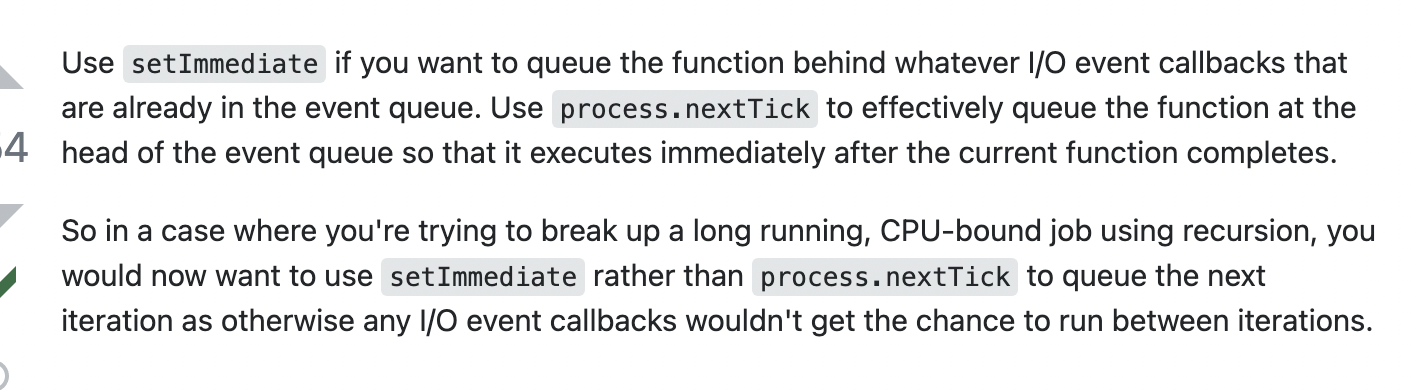 Use setImmediate if you want to queue the function behind whatever I/O event callbacks that
are already in the event queue. Use process.nextTick to effectively queue the function at the
head of the event queue so that it executes immediately after the current function completes.
So in a case where you're trying to break up a long running, CPU-bound job using recursion, you
would now want to use setImmediate rather than process.nextTick to queue the next
iteration as otherwise any I/O event callbacks wouldn't get the chance to run between iterations.